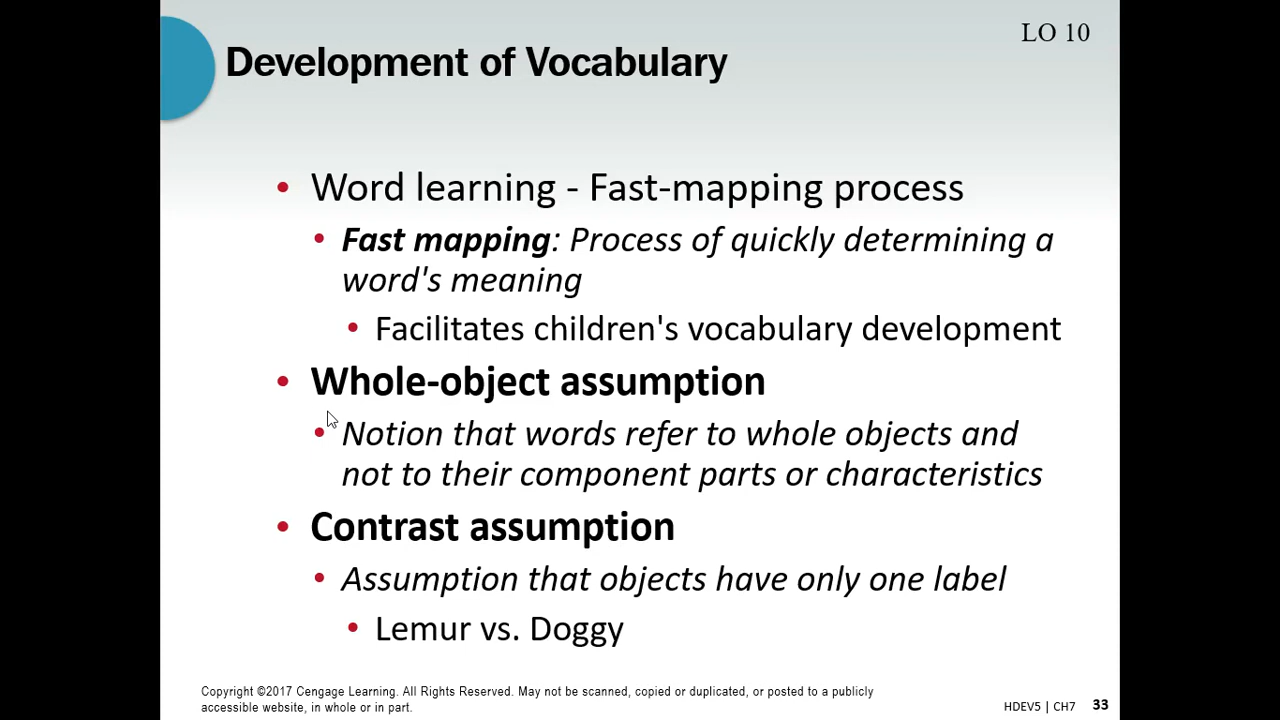 LO 10
Development of Vocabulary
• Word learning - Fast-mapping process
• Fast mapping: Process of quickly determining a
word's meaning
• Facilitates children's vocabulary development
• Whole-object assumption
• Notion that words refer to whole objects and
not to their component parts or characteristics
• Contrast assumption
• Assumption that objects have only one label
• Lemur vs. Doggy
Copyright ©2017 Cengage Learning. All Rights Reserved. May not be scanned, copied or duplicated, or posted to a publicly
accessible website, in whole or in part.
HDEV5 | CH7 33